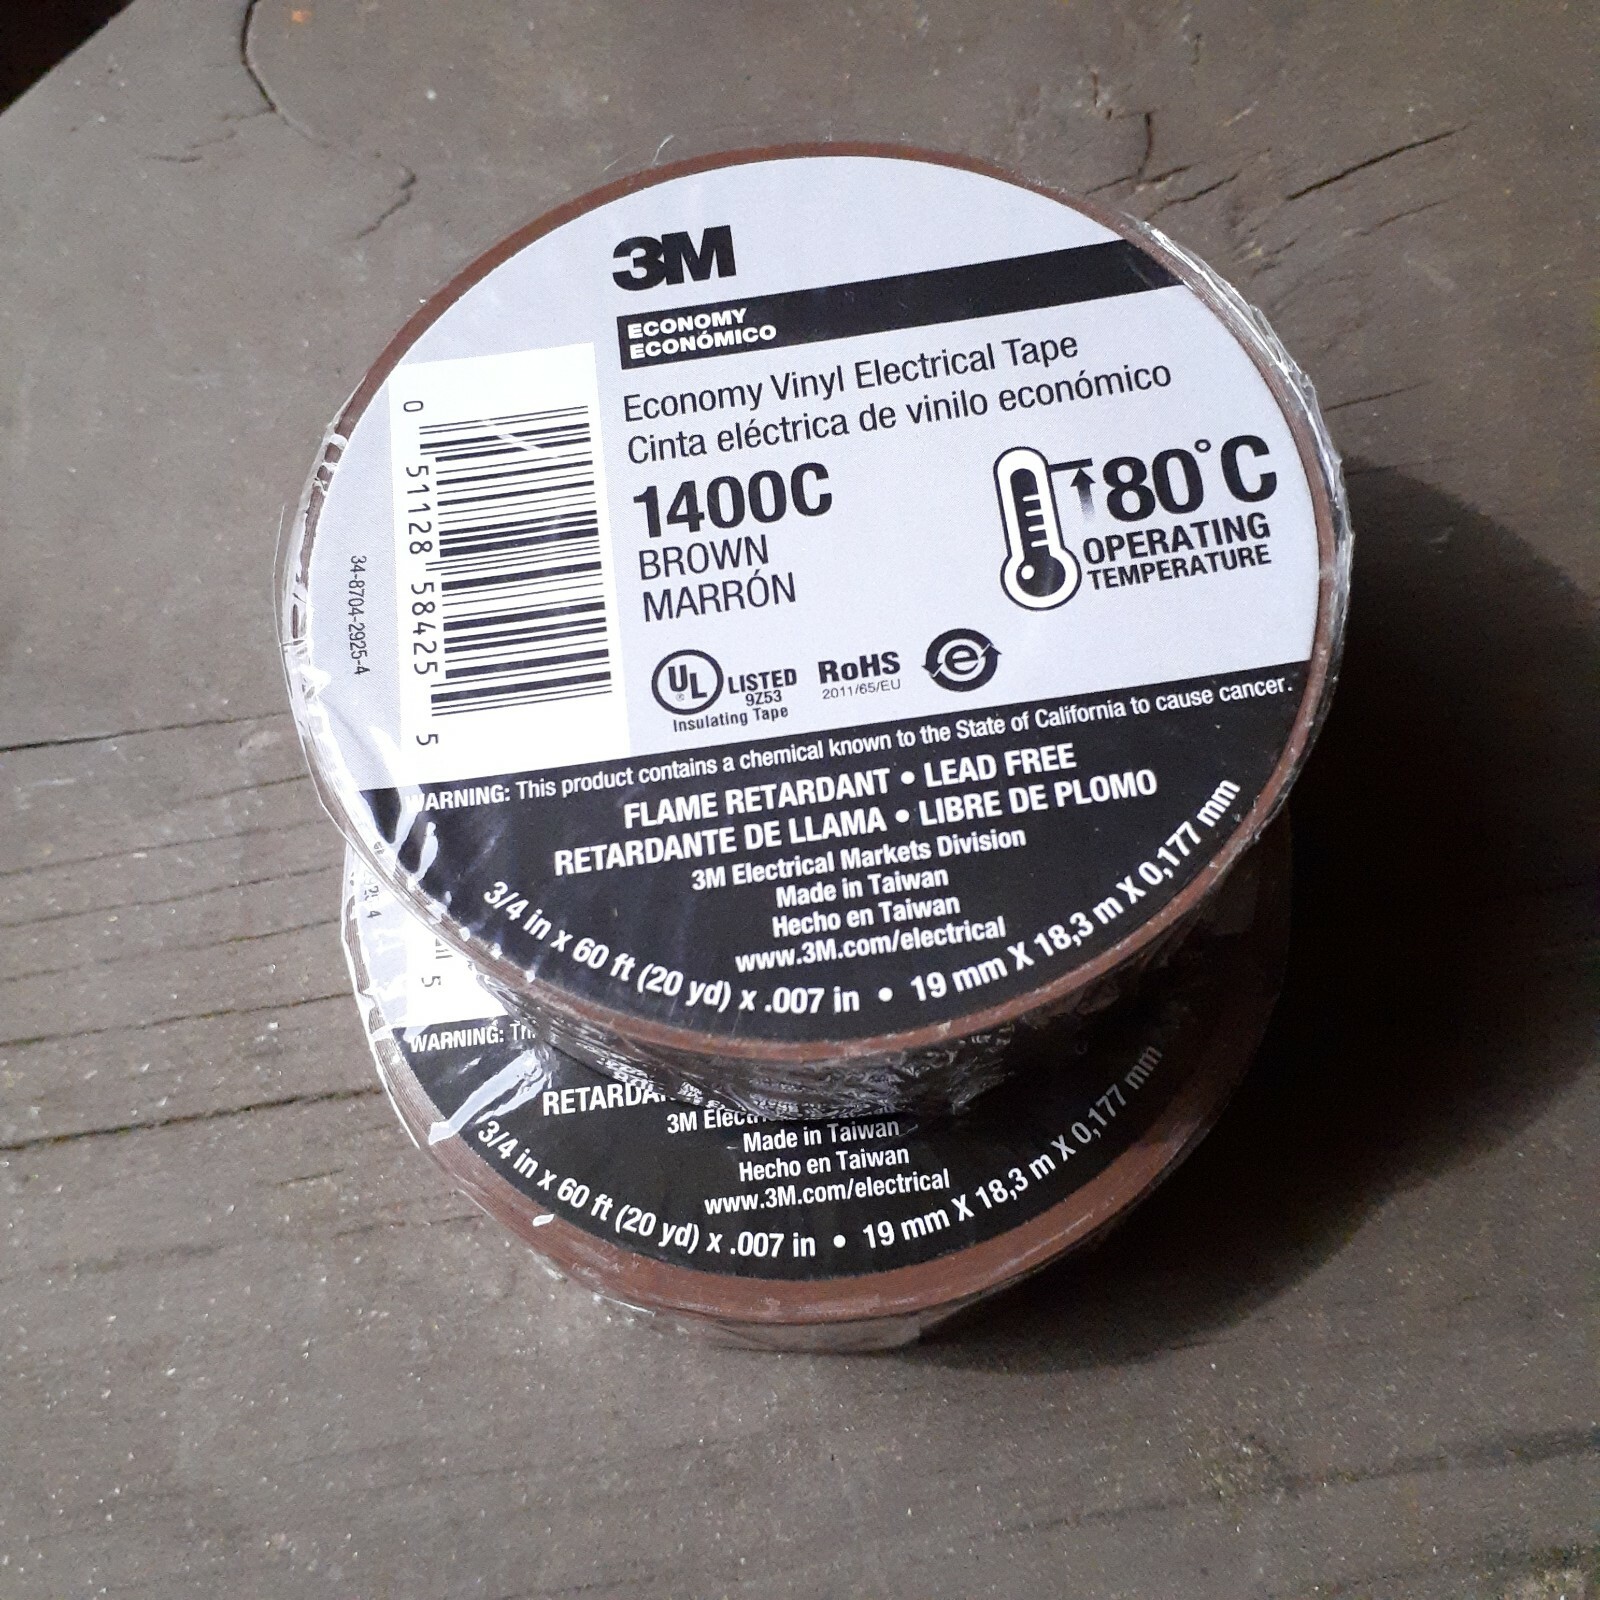 3M
ECONOMY
ECONÓMICO
Economy Vinyl Electrical Tape
Cinta eléctrica de vinilo económico
1400C
BROWN
MARRÓN
80°C
OPERATING
TEMPERATURE
0 51128 58425 5
34-8704-2925-4
UL LISTED
9Z53
Insulating Tape
RoHS
2011/65/EU
e
WARNING: This product contains a chemical known to the State of California to cause cancer.
FLAME RETARDANT • LEAD FREE
RETARDANTE DE LLAMA • LIBRE DE PLOMO
3M Electrical Markets Division
Made in Taiwan
Hecho en Taiwan
www.3M.com/electrical
3/4 in x 60 ft (20 yd) x .007 in • 19 mm X 18,3 m X 0,177 mm
5
WARNING:
3M
Made in Taiwan
Hecho en Taiwan
www.3M.com/electrical
3/4 in x 60 ft (20 yd) x .007 in • 19 mm X 18,3 m X 0,177 mm